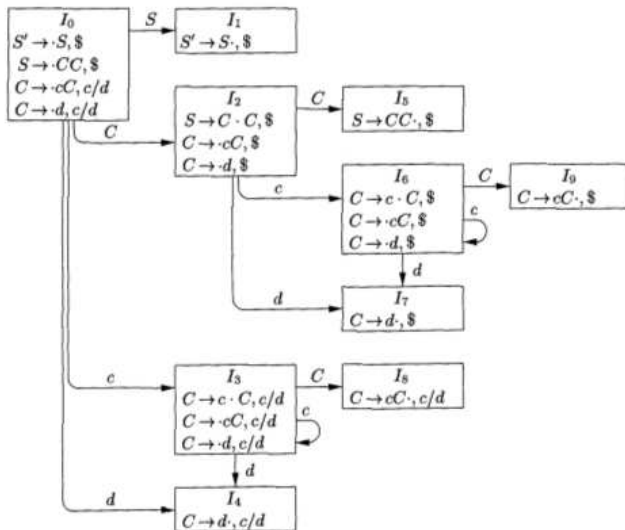 I₀
S′ → ·S, $
S → ·CC, $
C → ·cC, c/d
C → ·d, c/d
S
I₁
S′ → S·, $
C
I₂
S → C · C, $
C → ·cC, $
C → ·d, $
C
I₅
S → CC·, $
c
I₆
C → c · C, $
C → ·cC, $
C → ·d, $
C
I₉
C → cC·, $
c
d
d
I₇
C → d·, $
c
I₃
C → c · C, c/d
C → ·cC, c/d
C → ·d, c/d
C
I₈
C → cC·, c/d
c
d
d
I₄
C → d·, c/d